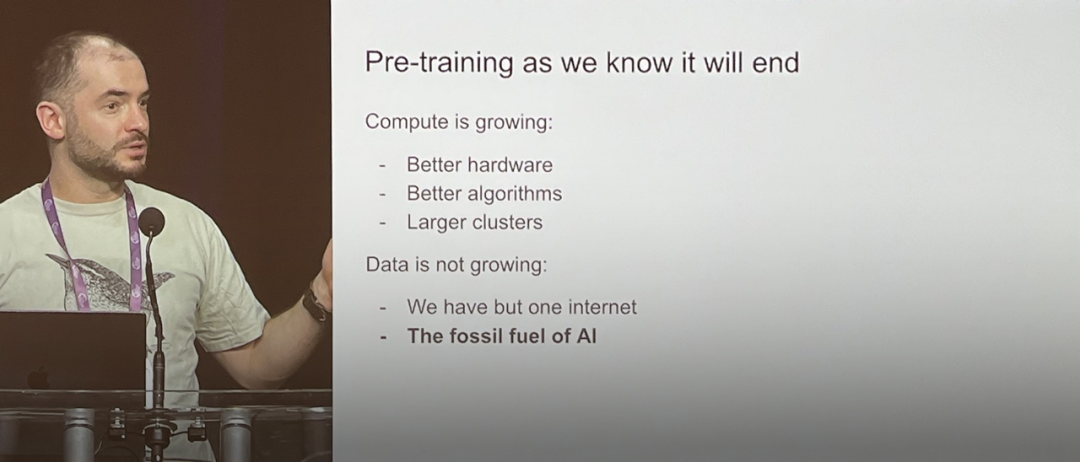 Pre-training as we know it will end
Compute is growing:
- Better hardware
- Better algorithms
- Larger clusters
Data is not growing:
- We have but one internet
- The fossil fuel of AI